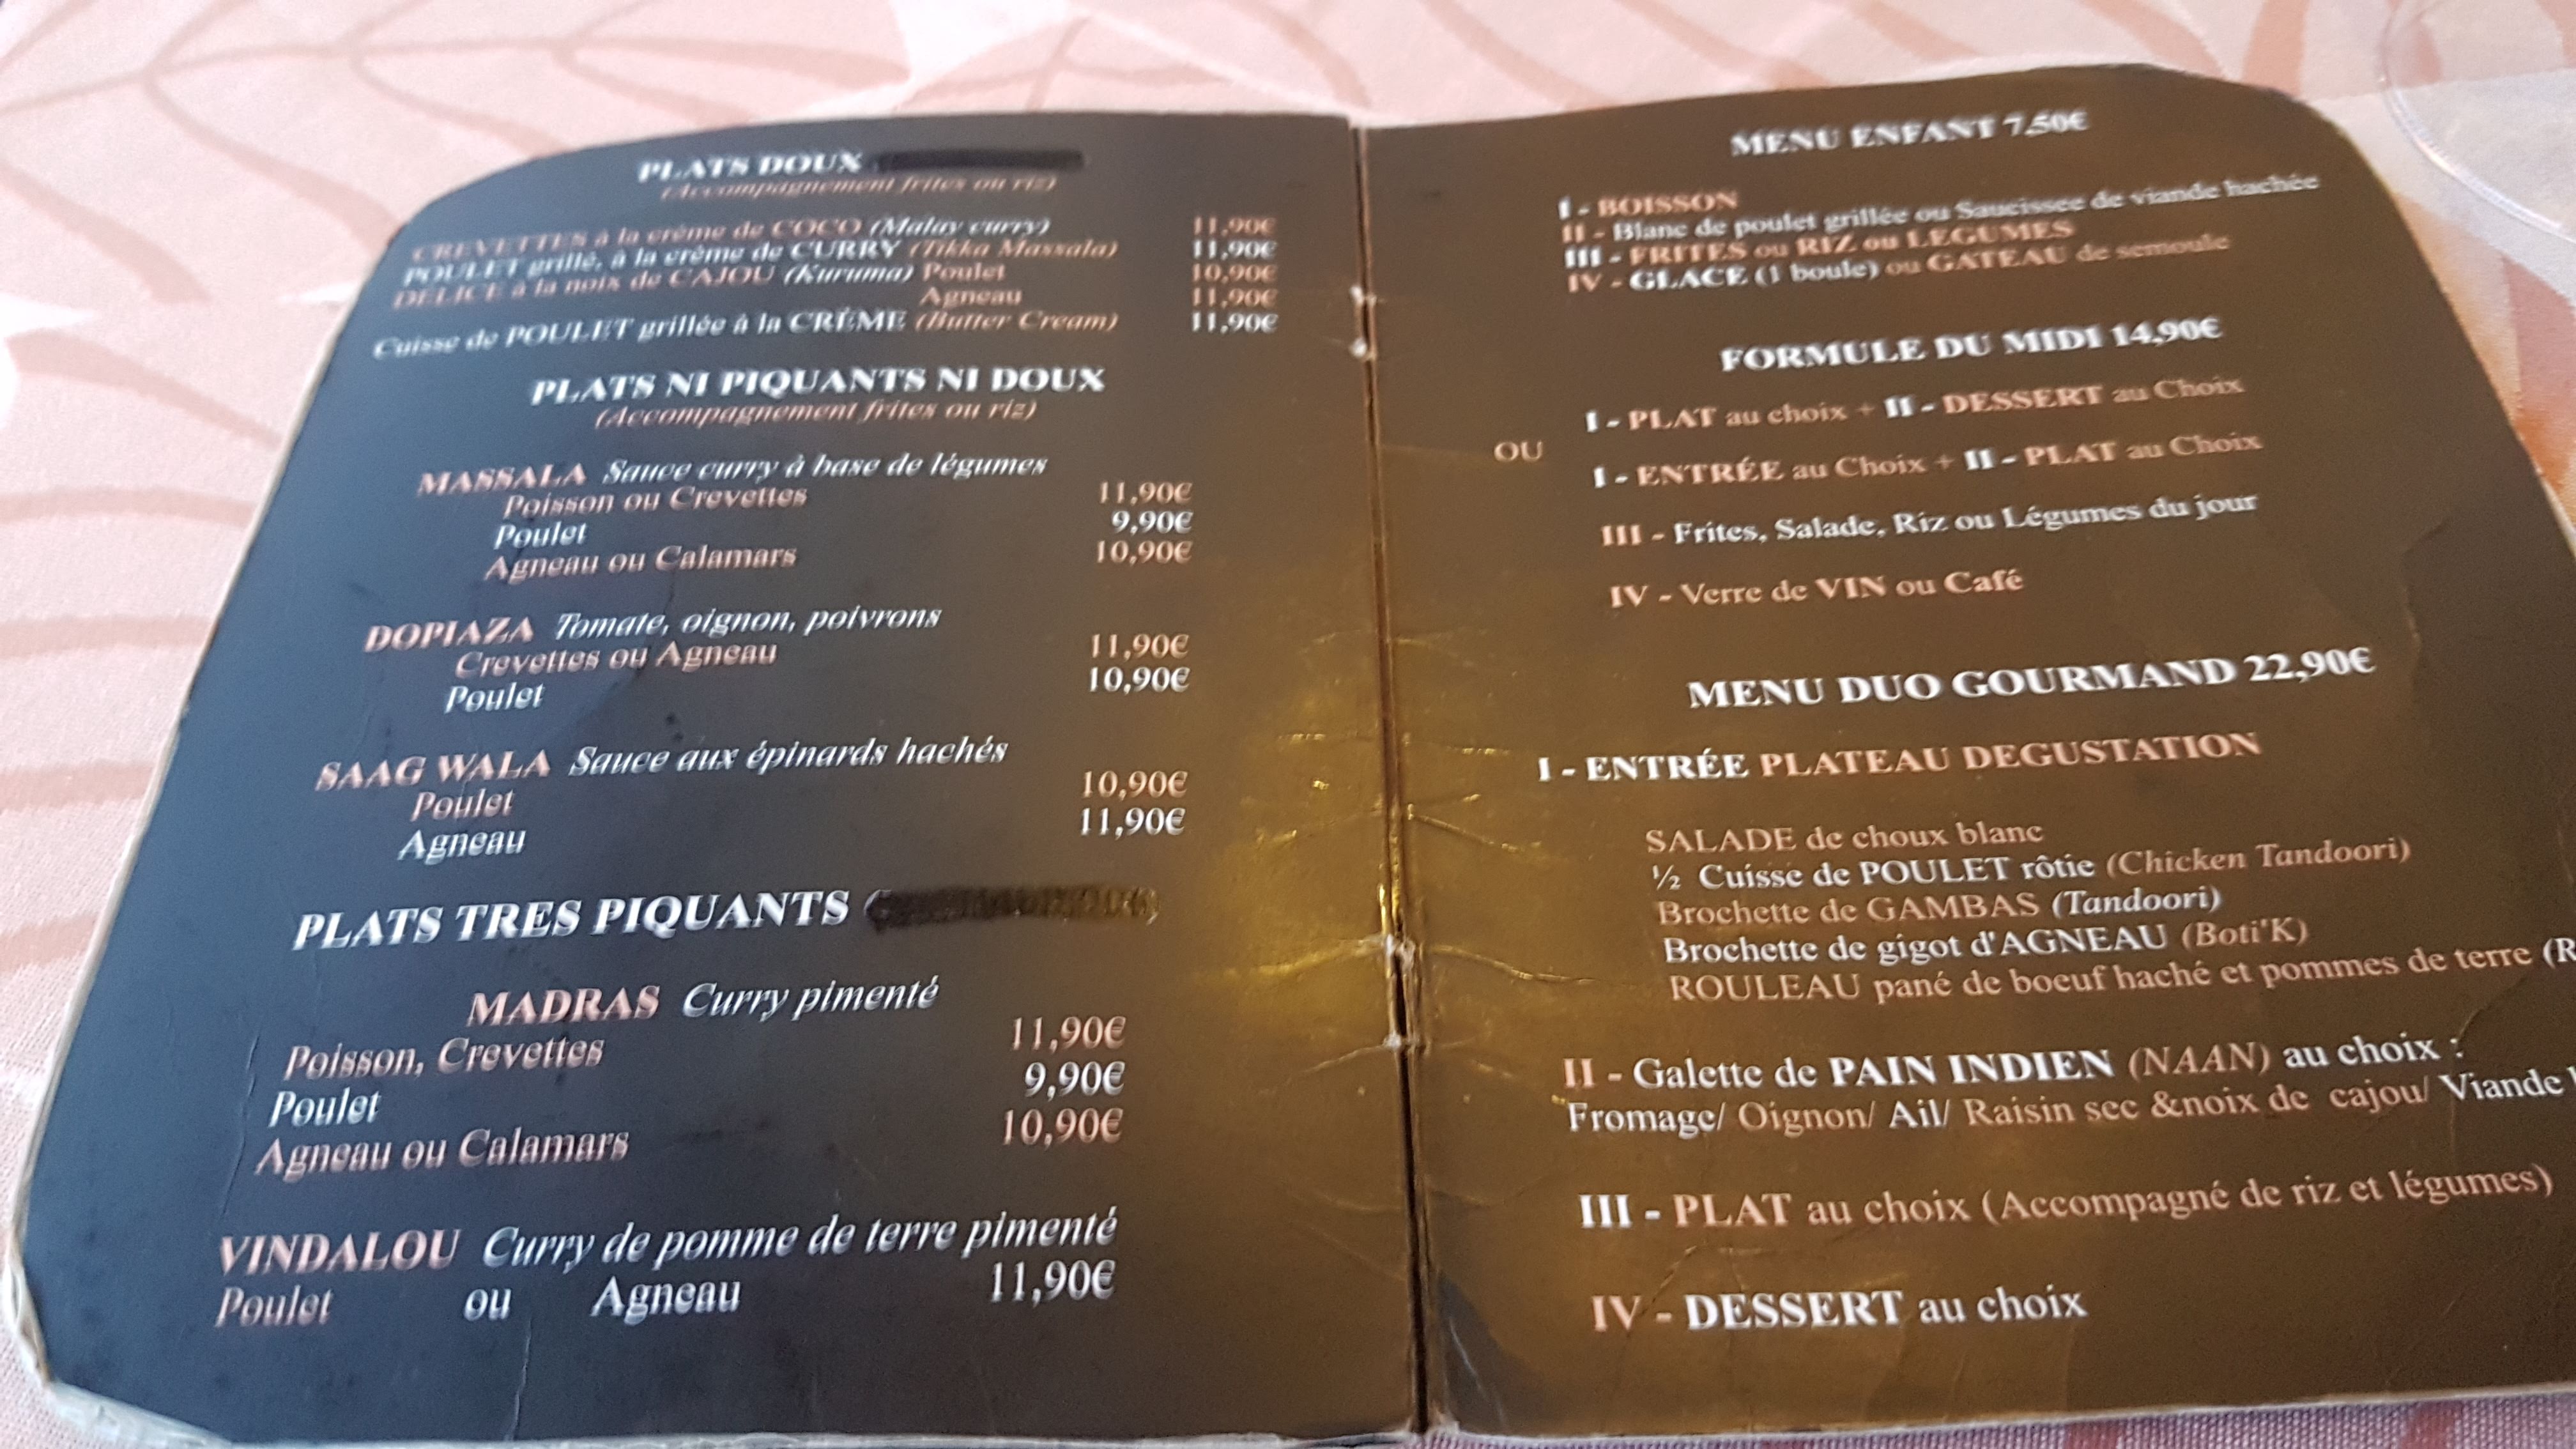 PLATS DOUX
(Accompagnement frites ou riz)
CREVETTES à la crème de COCO (Malay curry) 11,90€
POULET grillé, à la crème de CURRY (Tikka Massala) 11,90€
DÉLICE à la noix de CAJOU (Kuruma) Poulet 10,90€
Agneau 11,90€
Cuisse de POULET grillée à la CRÈME (Butter Cream) 11,90€
PLATS NI PIQUANTS NI DOUX
(Accompagnement frites ou riz)
MASSALA Sauce curry à base de légumes
Poisson ou Crevettes 11,90€
Poulet 9,90€
Agneau ou Calamars 10,90€
DOPIAZA Tomate, oignon, poivrons
Crevettes ou Agneau 11,90€
Poulet 10,90€
SAAG WALA Sauce aux épinards hachés
Poulet 10,90€
Agneau 11,90€
PLATS TRES PIQUANTS (
MADRAS Curry pimenté
Poisson, Crevettes 11,90€
Poulet 9,90€
Agneau ou Calamars 10,90€
VINDALOU Curry de pomme de terre pimenté
Poulet ou Agneau 11,90€
MENU ENFANT 7,50€
I - BOISSON
II - Blanc de poulet grillée ou Saucissee de viande hachée
III - FRITES ou RIZ ou LEGUMES
IV - GLACE (1 boule) ou GATEAU de semoule
FORMULE DU MIDI 14,90€
I - PLAT au choix + II - DESSERT au Choix
OU
I - ENTRÉE au Choix + II - PLAT au Choix
III - Frites, Salade, Riz ou Légumes du jour
IV - Verre de VIN ou Café
MENU DUO GOURMAND 22,90€
I - ENTRÉE PLATEAU DEGUSTATION
SALADE de choux blanc
½ Cuisse de POULET rôtie (Chicken Tandoori)
Brochette de GAMBAS (Tandoori)
Brochette de gigot d'AGNEAU (Boti'K)
ROULEAU pané de boeuf haché et pommes de terre (R
II - Galette de PAIN INDIEN (NAAN) au choix :
Fromage/ Oignon/ Ail/ Raisin sec &noix de cajou/ Viande
III - PLAT au choix (Accompagné de riz et légumes)
IV - DESSERT au choix